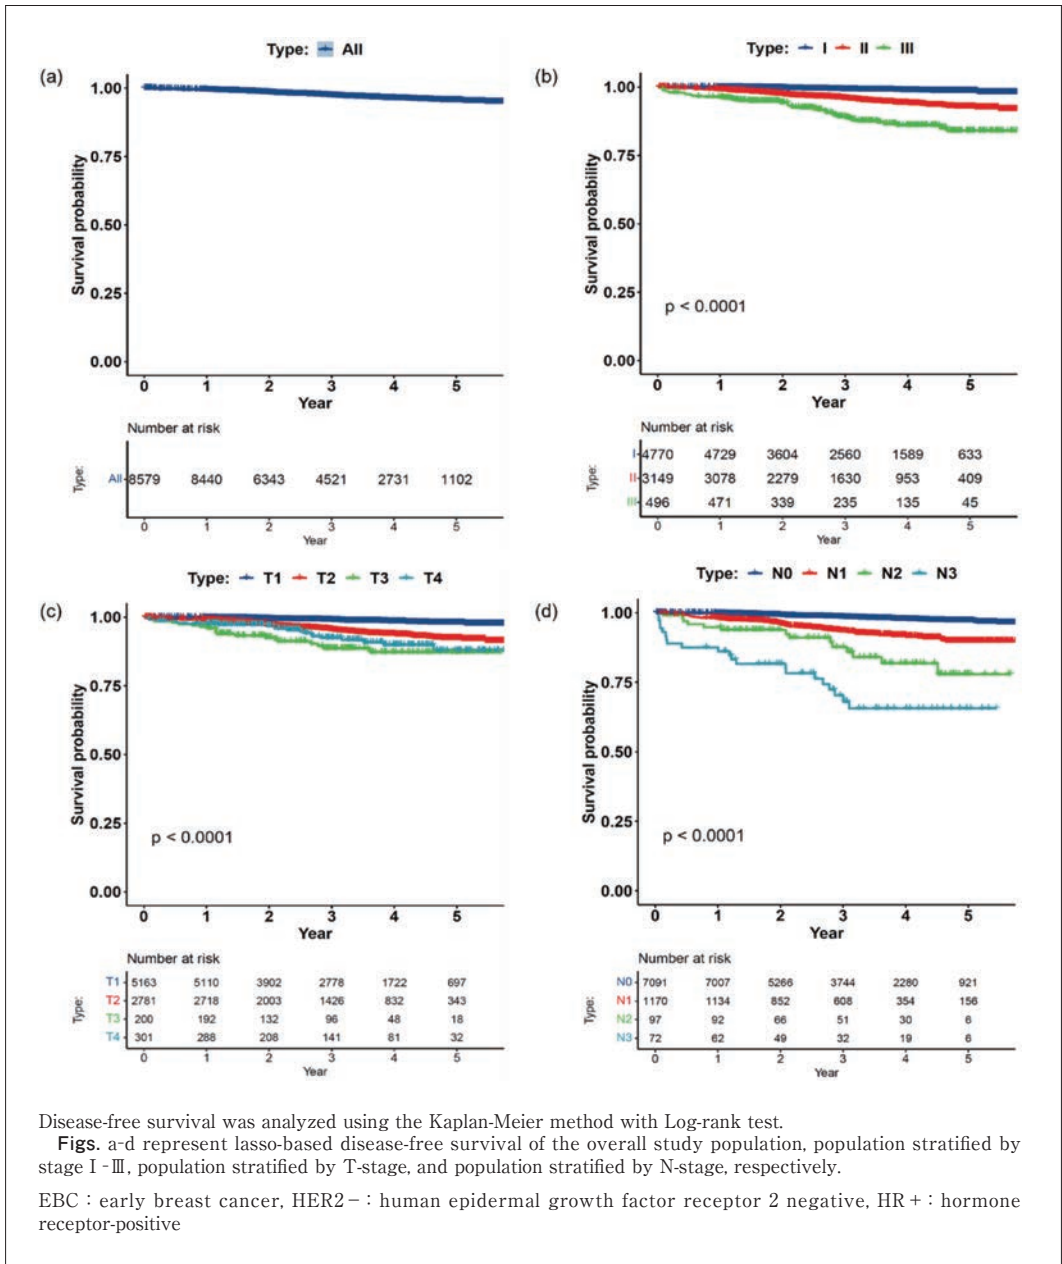 Type: All
(a)
Survival probability
1.00
0.75
0.50
0.25
0.00
0 1 2 3 4 5
Year
Number at risk
Type:
All 8579 8440 6343 4521 2731 1102
0 1 2 3 4 5
Year
Type: I II III
(b)
Survival probability
1.00
0.75
0.50
0.25
0.00
p < 0.0001
0 1 2 3 4 5
Year
Number at risk
Type:
I 4770 4729 3604 2560 1589 633
II 3149 3078 2279 1630 953 409
III 496 471 339 235 135 45
0 1 2 3 4 5
Year
Type: T1 T2 T3 T4
(c)
Survival probability
1.00
0.75
0.50
0.25
0.00
p < 0.0001
0 1 2 3 4 5
Year
Number at risk
Type:
T1 5163 5110 3902 2778 1722 697
T2 2781 2718 2003 1426 832 343
T3 200 192 132 96 48 18
T4 301 288 208 141 81 32
0 1 2 3 4 5
Year
Type: N0 N1 N2 N3
(d)
Survival probability
1.00
0.75
0.50
0.25
0.00
p < 0.0001
0 1 2 3 4 5
Year
Number at risk
Type:
N0 7091 7007 5266 3744 2280 921
N1 1170 1134 852 608 354 156
N2 97 92 66 51 30 6
N3 72 62 49 32 19 6
0 1 2 3 4 5
Year
Disease-free survival was analyzed using the Kaplan-Meier method with Log-rank test.
Figs. a-d represent lasso-based disease-free survival of the overall study population, population stratified by
stage Ⅰ-Ⅲ, population stratified by T-stage, and population stratified by N-stage, respectively.
EBC : early breast cancer, HER2− : human epidermal growth factor receptor 2 negative, HR+ : hormone
receptor-positive